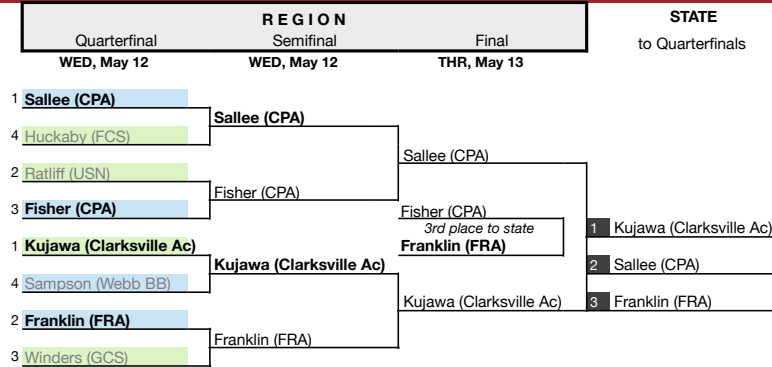 REGION
STATE
Quarterfinal Semifinal Final to Quarterfinals
WED, May 12 WED, May 12 THR, May 13
1 Sallee (CPA)
Sallee (CPA)
4 Huckaby (FCS)
Sallee (CPA)
2 Ratliff (USN)
Fisher (CPA)
3 Fisher (CPA)
Fisher (CPA)
3rd place to state
1 Kujawa (Clarksville Ac)
1 Kujawa (Clarksville Ac)
Franklin (FRA)
Kujawa (Clarksville Ac)
2 Sallee (CPA)
4 Sampson (Webb BB)
Kujawa (Clarksville Ac)
3 Franklin (FRA)
2 Franklin (FRA)
Franklin (FRA)
3 Winders (GCS)